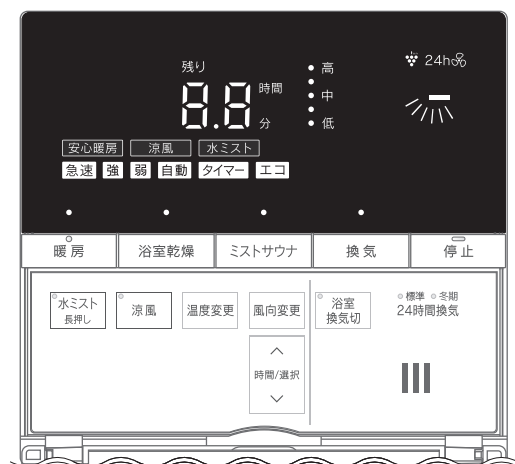 24h
残り
高
時間
8.8
中
分
低
安心暖房 涼風 水ミスト
急速 強 弱 自動 タイマー エコ
暖房 浴室乾燥 ミストサウナ 換気 停止
水ミスト
長押し
涼風
温度変更
風向変更
浴室
換気切
標準 冬期
24時間換気
時間/選択